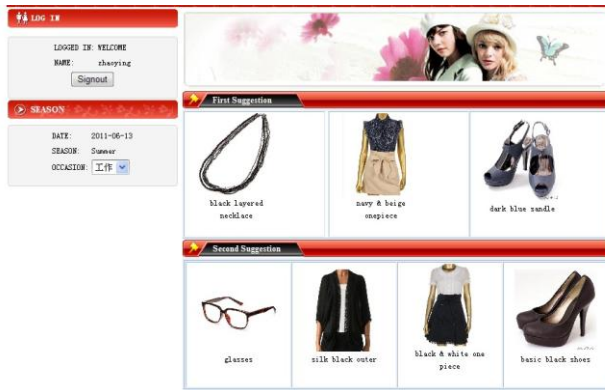 LOG IN
LOGGED IN: WELCOME
NAME: zhaoying
Signout
SEASON
DATE: 2011-06-13
SEASON: Summer
OCCASION: 工作
First Suggestion
black layered
necklace
navy & beige
onepiece
dark blue sandle
Second Suggestion
glasses
silk black outer
black & white one
piece
basic black shoes